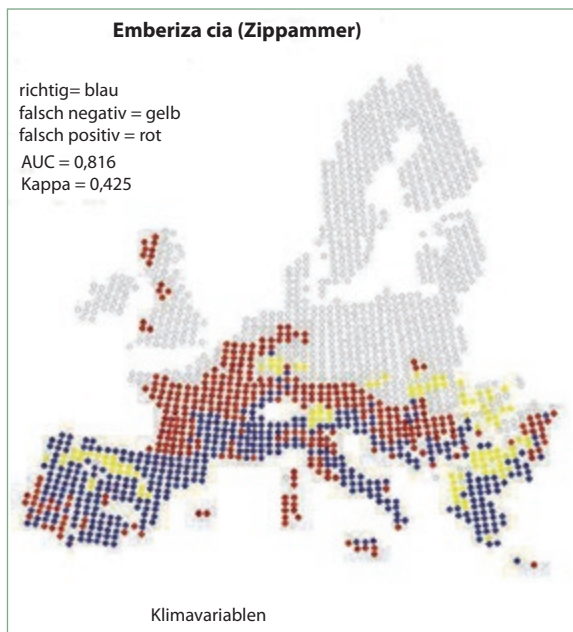 Emberiza cia (Zippammer)
richtig= blau
falsch negativ = gelb
falsch positiv = rot
AUC = 0,816
Kappa = 0,425
Klimavariablen